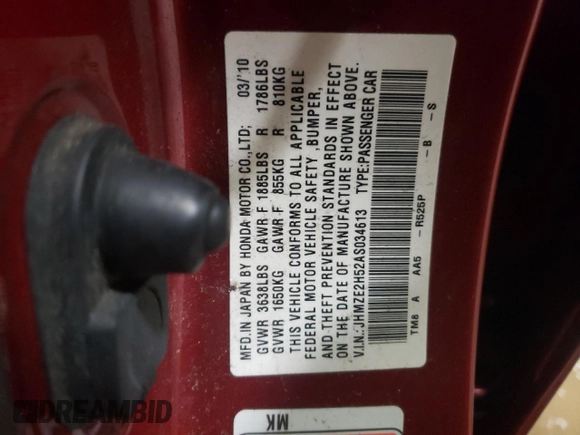 MFD.IN JAPAN BY HONDA MOTOR CO.,LTD; 03/'10
GVWR 3638LBS GAWR F 1885LBS R 1786LBS
GVWR 1650KG GAWR F 855KG R 810KG
THIS VEHICLE CONFORMS TO ALL APPLICABLE
FEDERAL MOTOR VEHICLE SAFETY ,BUMPER,
AND THEFT PREVENTION STANDARDS IN EFFECT
ON THE DATE OF MANUFACTURE SHOWN ABOVE.
V.I.N.:JHMZE2H52AS034613 TYPE:PASSENGER CAR
TM8 A AA5 -R525P -B -S
MK
DREAMBID